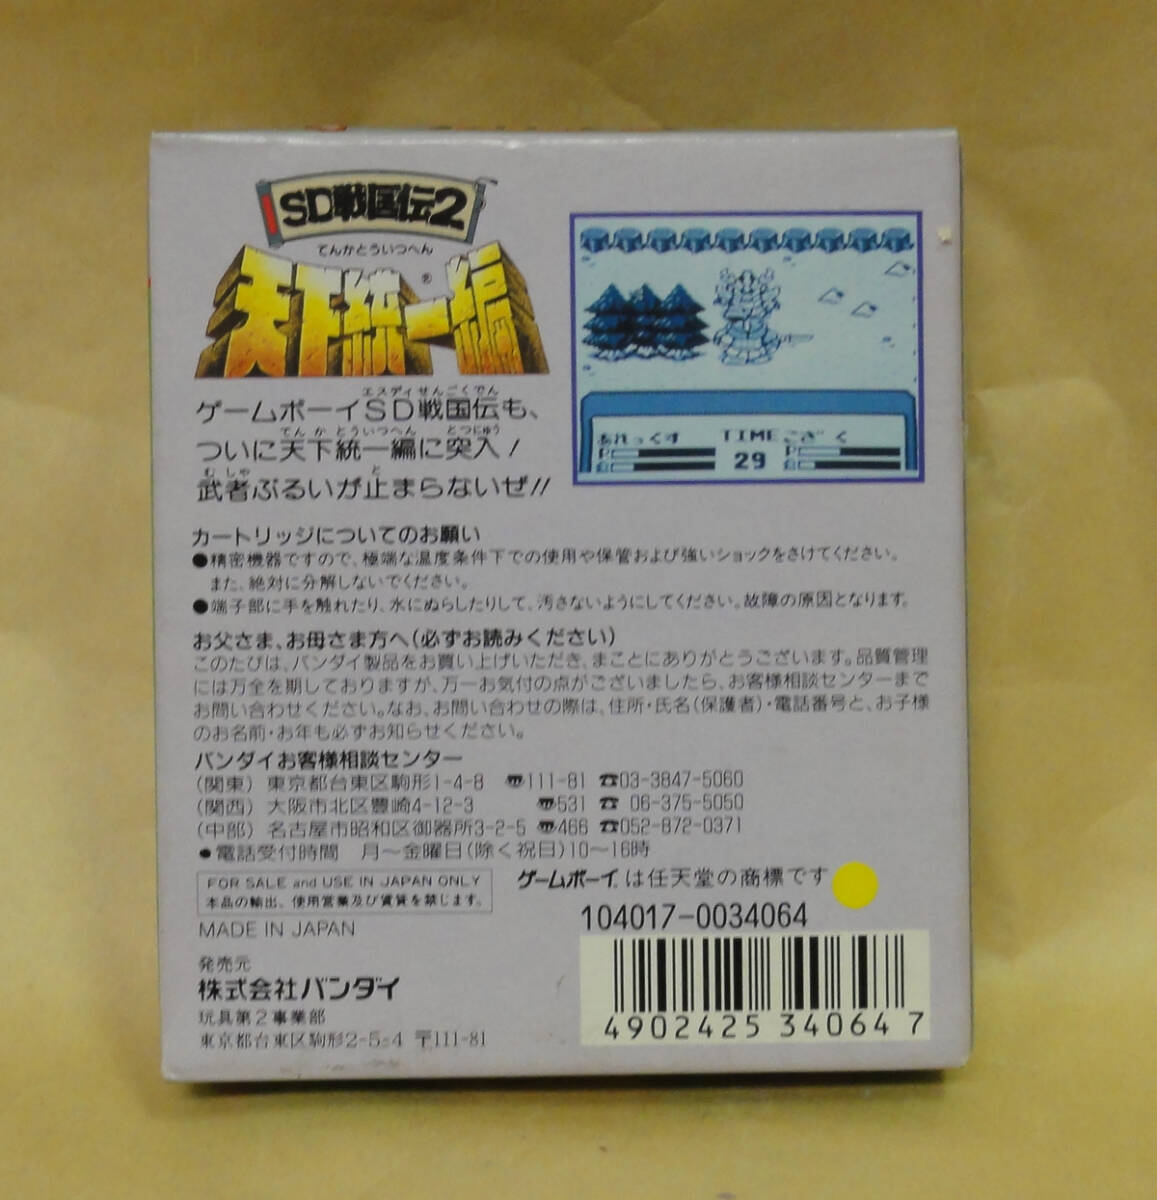 SD戦国伝2
てんかとういつへん
天下統一編®
エスディせんごくでん
ゲームボーイSD戦国伝も、
てんかとういつへん とつにゅう
ついに天下統一編に突入!
むしゃ と
武者ぶるいが止まらないぜ!!
あれっくす TIME こざく
29
カートリッジについてのお願い
●精密機器ですので、極端な温度条件下での使用や保管および強いショックをさけてください。
また、絶対に分解しないでください。
●端子部に手を触れたり、水にぬらしたりして、汚さないようにしてください。故障の原因となります。
お父さま、お母さま方へ(必ずお読みください)
このたびは、バンダイ製品をお買い上げいただき、まことにありがとうございます。品質管理
には万全を期しておりますが、万一お気付の点がございましたら、お客様相談センターまで
お問い合わせください。なお、お問い合わせの際は、住所・氏名(保護者)・電話番号と、お子様
のお名前・お年も必ずお知らせください。
バンダイお客様相談センター
(関東) 東京都台東区駒形1-4-8 〠111-81 ☎03-3847-5060
(関西) 大阪市北区豊崎4-12-3 〠531 ☎ 06-375-5050
(中部) 名古屋市昭和区御器所3-2-5 〠466 ☎052-872-0371
●電話受付時間 月〜金曜日(除く祝日)10〜16時
FOR SALE and USE IN JAPAN ONLY
本品の輸出、使用営業及び賃貸を禁じます。
ゲームボーイは任天堂の商標です
MADE IN JAPAN
104017-0034064
発売元
株式会社バンダイ
玩具第2事業部
東京都台東区駒形2-5-4 〒111-81
4902425340647